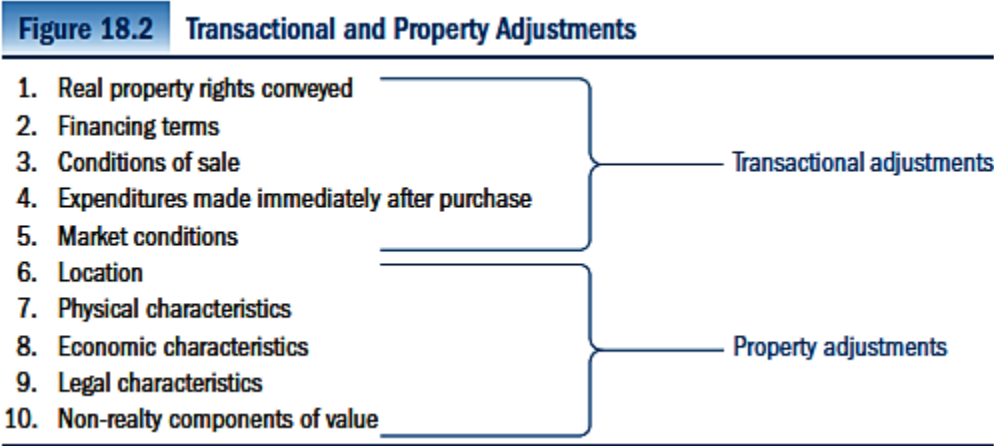 Figure 18.2 Transactional and Property Adjustments
1. Real property rights conveyed
2. Financing terms
3. Conditions of sale
Transactional adjustments
4. Expenditures made immediately after purchase
5. Market conditions
6. Location
7. Physical characteristics
8. Economic characteristics
Property adjustments
9. Legal characteristics
10. Non-realty components of value